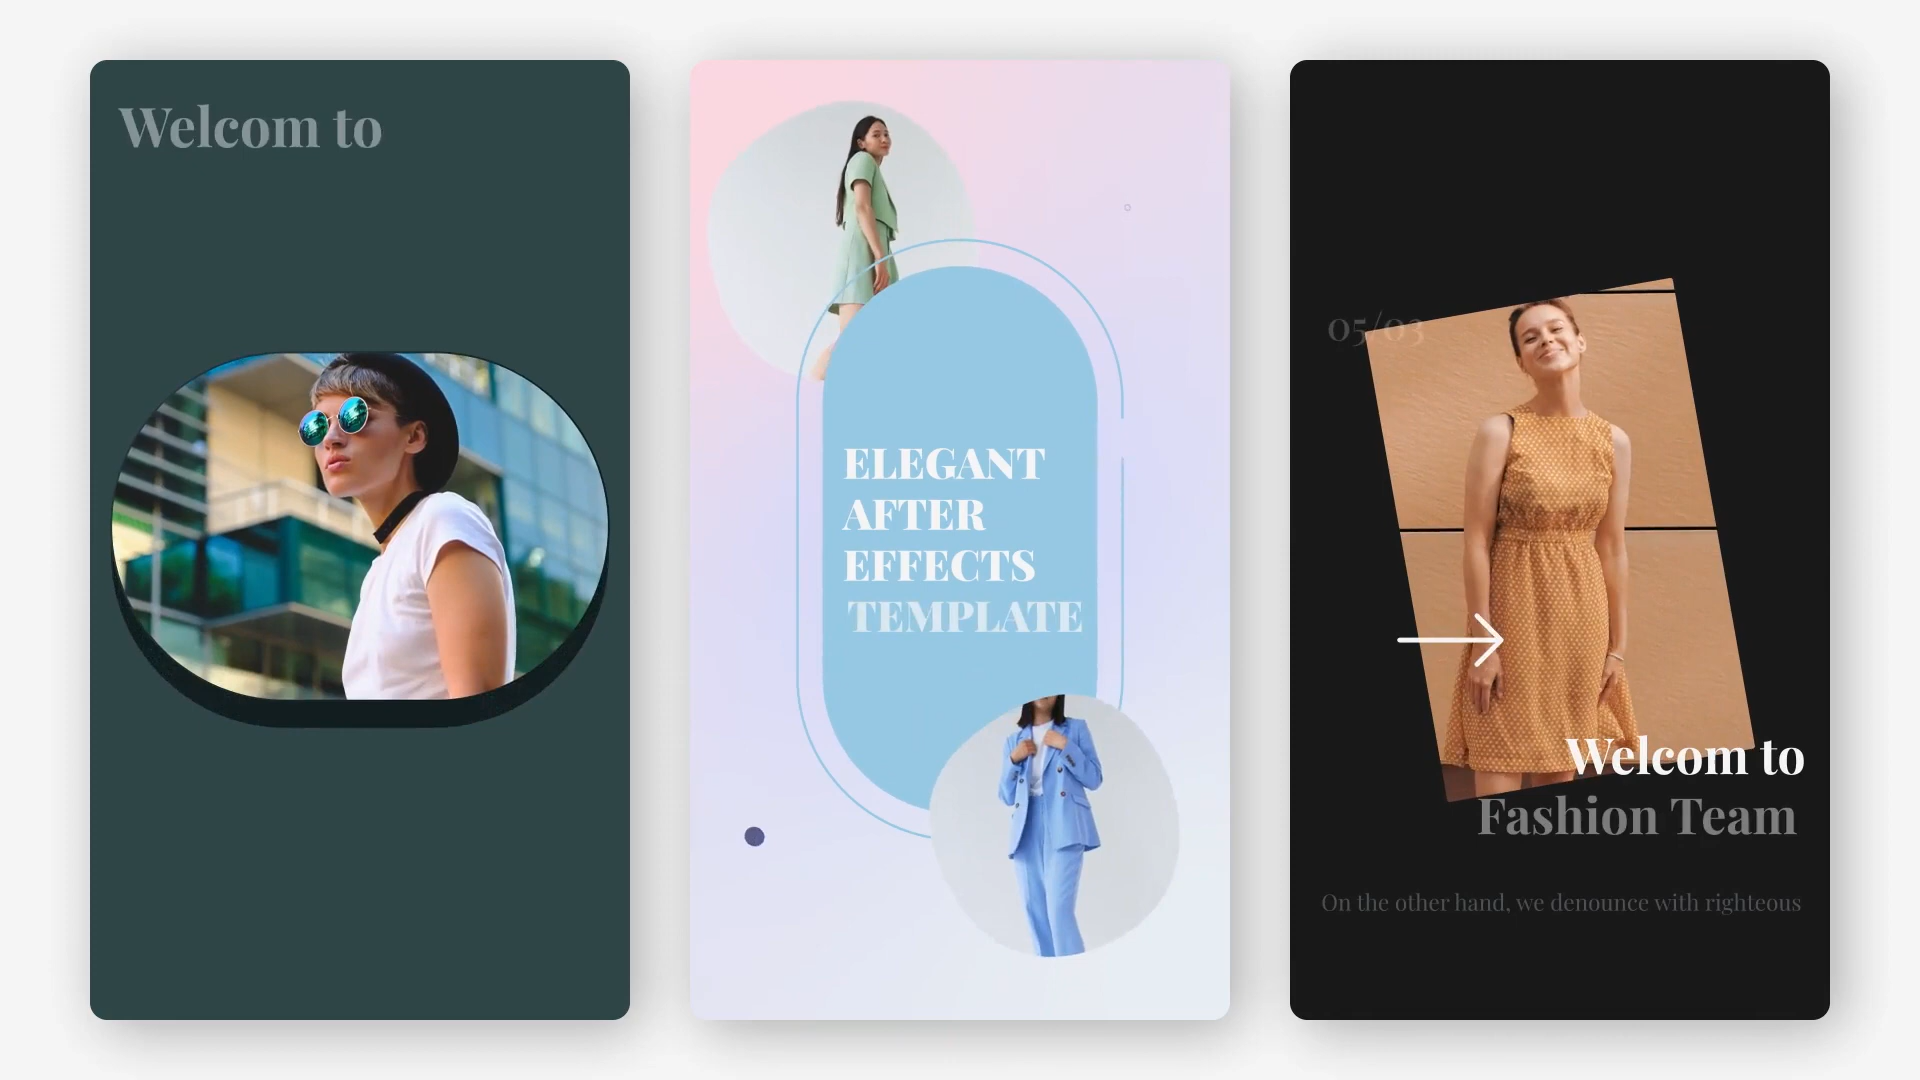 Welcom to
ELEGANT
AFTER
EFFECTS
TEMPLATE
05/03
Welcom to
Fashion Team
On the other hand, we denounce with righteous